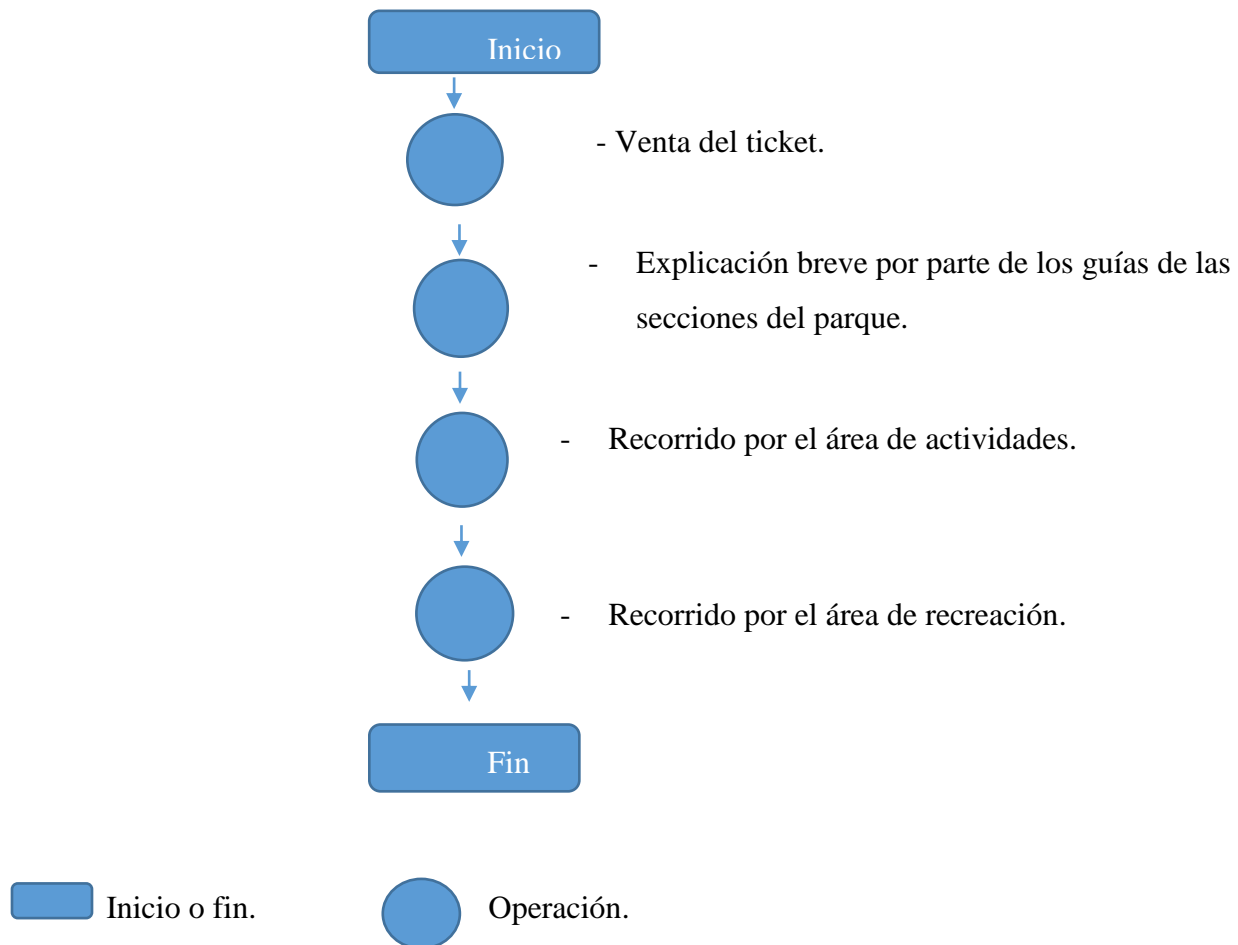 Inicio
- Venta del ticket.
- Explicación breve por parte de los guías de las
secciones del parque.
- Recorrido por el área de actividades.
- Recorrido por el área de recreación.
Fin
Inicio o fin.
Operación.